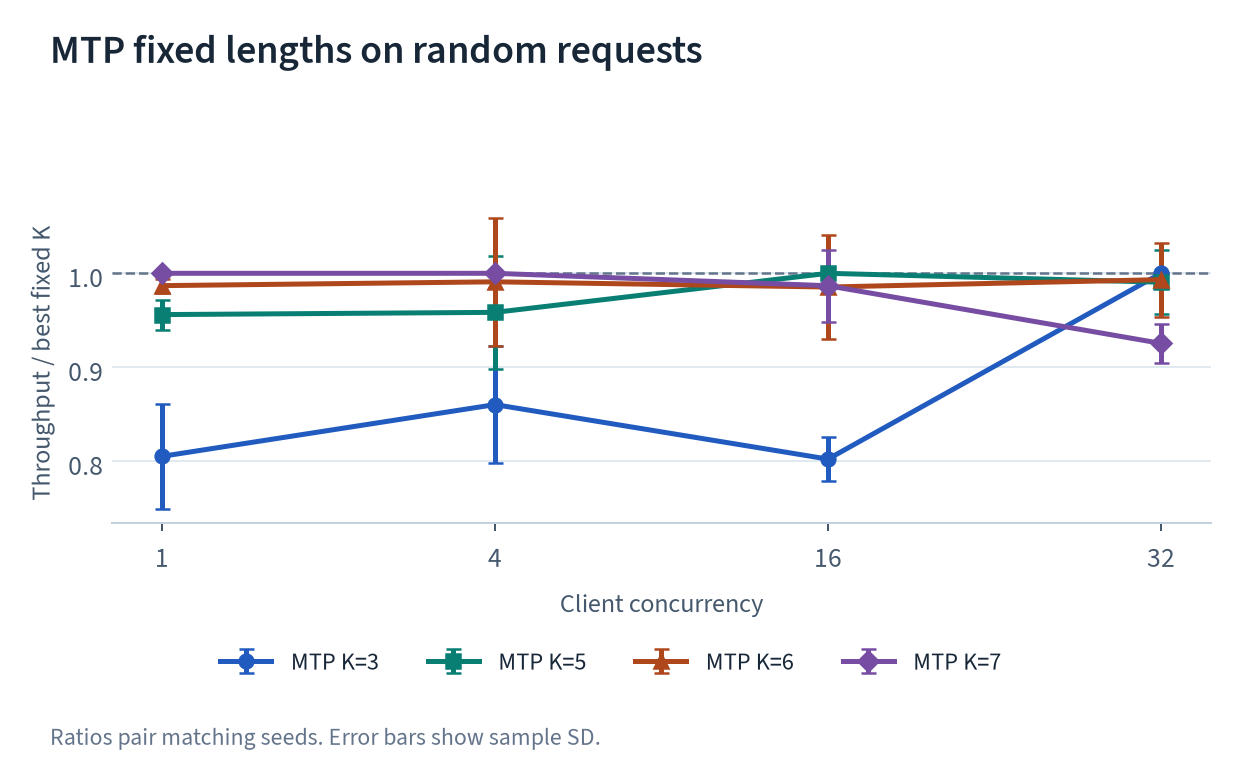 MTP fixed lengths on random requests
Throughput / best fixed K
1.0
0.9
0.8
1 4 16 32
Client concurrency
MTP K=3 MTP K=5 MTP K=6 MTP K=7
Ratios pair matching seeds. Error bars show sample SD.